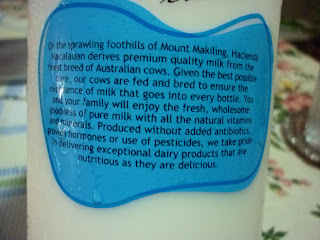 On the sprawling foothills of Mount Makiling, Hacienda
Macalauan derives premium quality milk from the
finest breed of Australian cows. Given the best possible
care, our cows are fed and bred to ensure the
excellence of milk that goes into every bottle. You
and your family will enjoy the fresh, wholesome
goodness of pure milk with all the natural vitamins
and minerals. Produced without added antibiotics,
growth hormones or use of pesticides, we take pride
in delivering exceptional dairy products that are
nutritious as they are delicious.